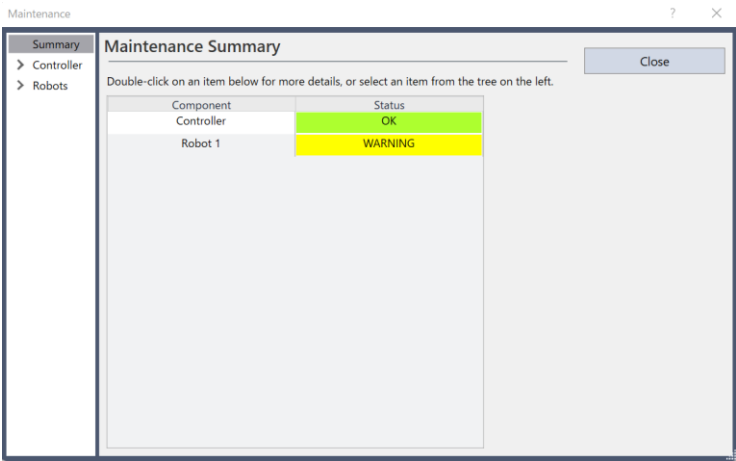 Maintenance
?
Summary
Controller
Robots
Maintenance Summary
Close
Double-click on an item below for more details, or select an item from the tree on the left.
Component Status
Controller OK
Robot 1 WARNING